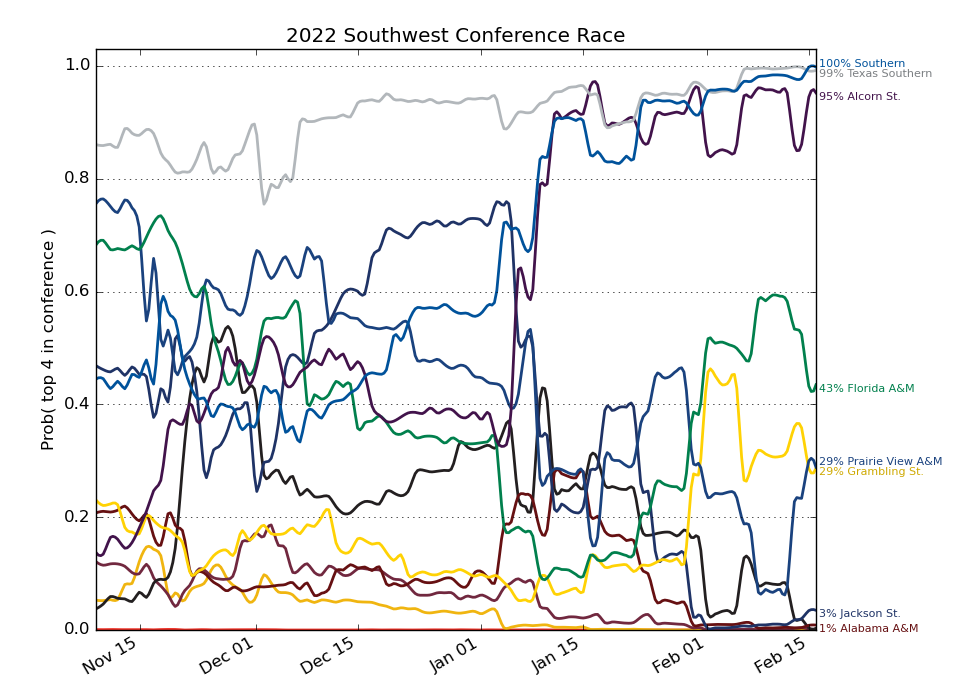 2022 Southwest Conference Race
Prob( top 4 in conference )
1.0
0.8
0.6
0.4
0.2
0.0
Nov 15
Dec 01
Dec 15
Jan 01
Jan 15
Feb 01
Feb 15
100% Southern
99% Texas Southern
95% Alcorn St.
43% Florida A&M
29% Prairie View A&M
29% Grambling St.
3% Jackson St.
1% Alabama A&M